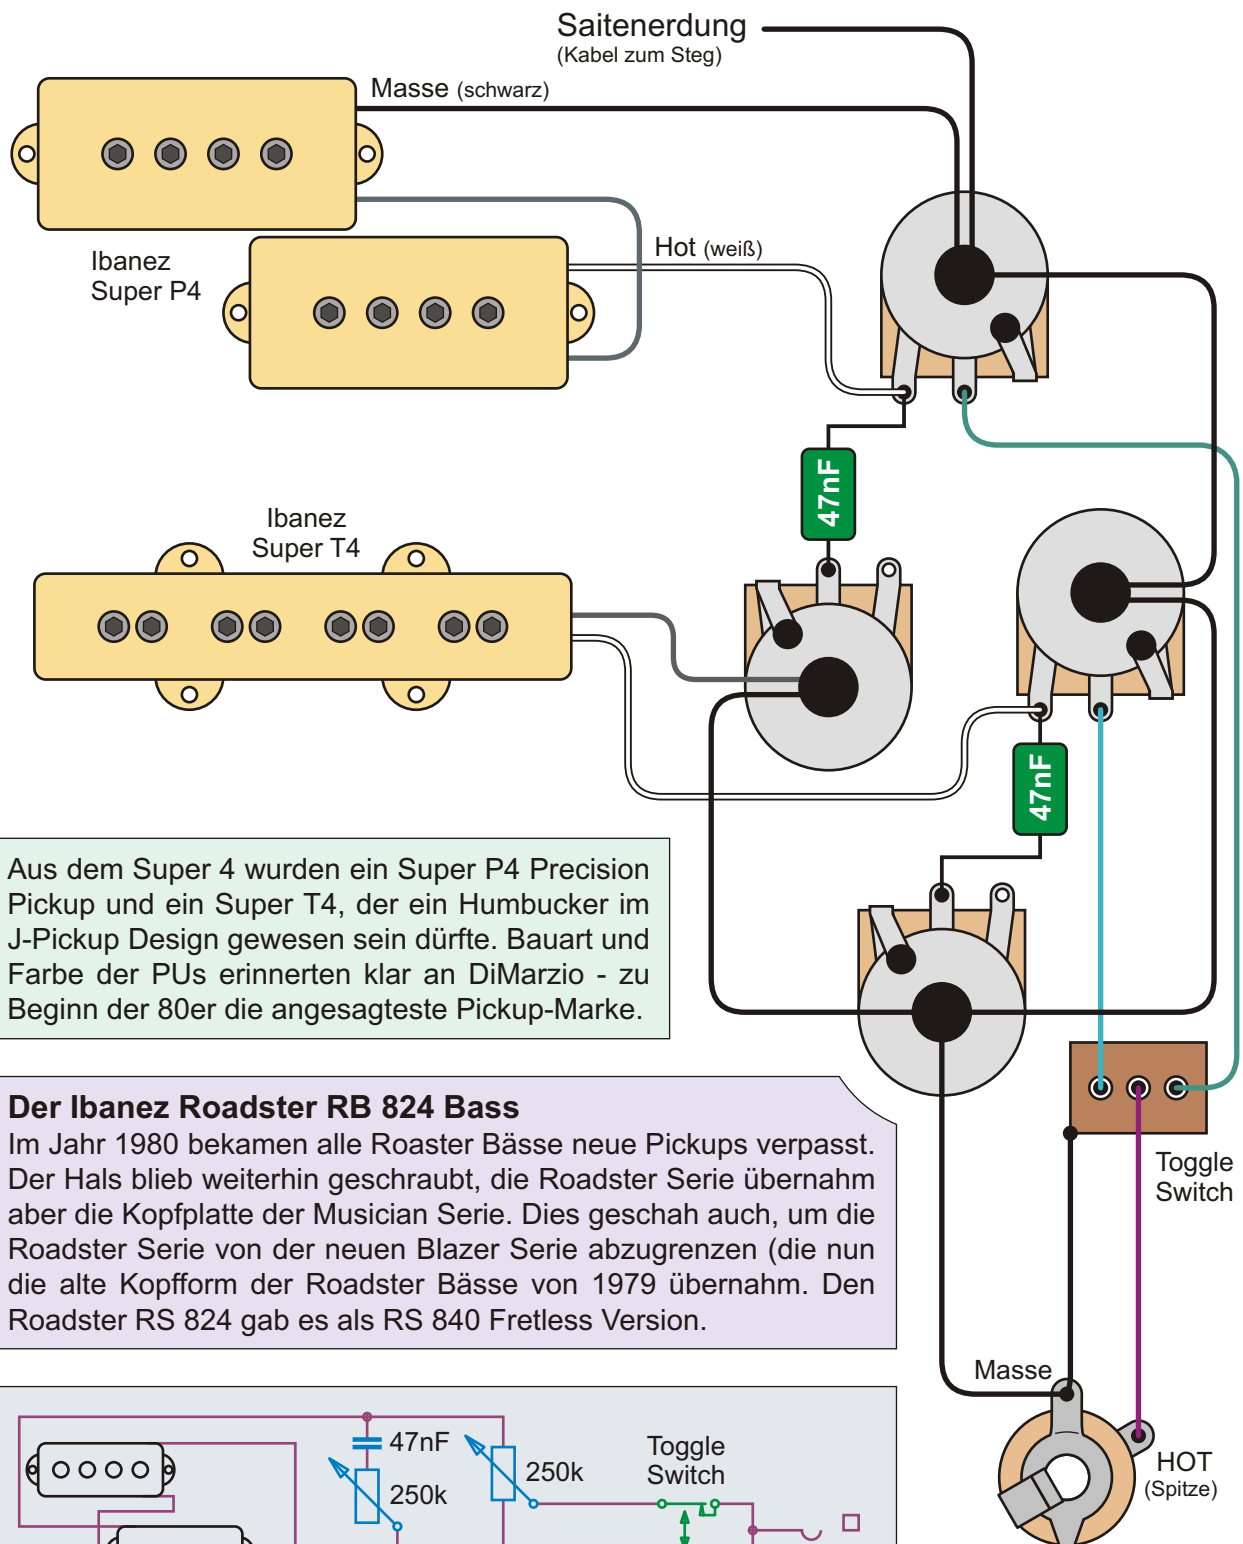 Saitenerdung
(Kabel zum Steg)
Masse (schwarz)
Ibanez
Super P4
Hot (weiß)
47nF
Ibanez
Super T4
47nF
Aus dem Super 4 wurden ein Super P4 Precision
Pickup und ein Super T4, der ein Humbucker im
J-Pickup Design gewesen sein dürfte. Bauart und
Farbe der PUs erinnerten klar an DiMarzio - zu
Beginn der 80er die angesagteste Pickup-Marke.
Der Ibanez Roadster RB 824 Bass
Im Jahr 1980 bekamen alle Roaster Bässe neue Pickups verpasst.
Der Hals blieb weiterhin geschraubt, die Roadster Serie übernahm
aber die Kopfplatte der Musician Serie. Dies geschah auch, um die
Roadster Serie von der neuen Blazer Serie abzugrenzen (die nun
die alte Kopfform der Roadster Bässe von 1979 übernahm. Den
Roadster RS 824 gab es als RS 840 Fretless Version.
Toggle
Switch
Masse
HOT
(Spitze)
47nF
250k
250k
Toggle
Switch